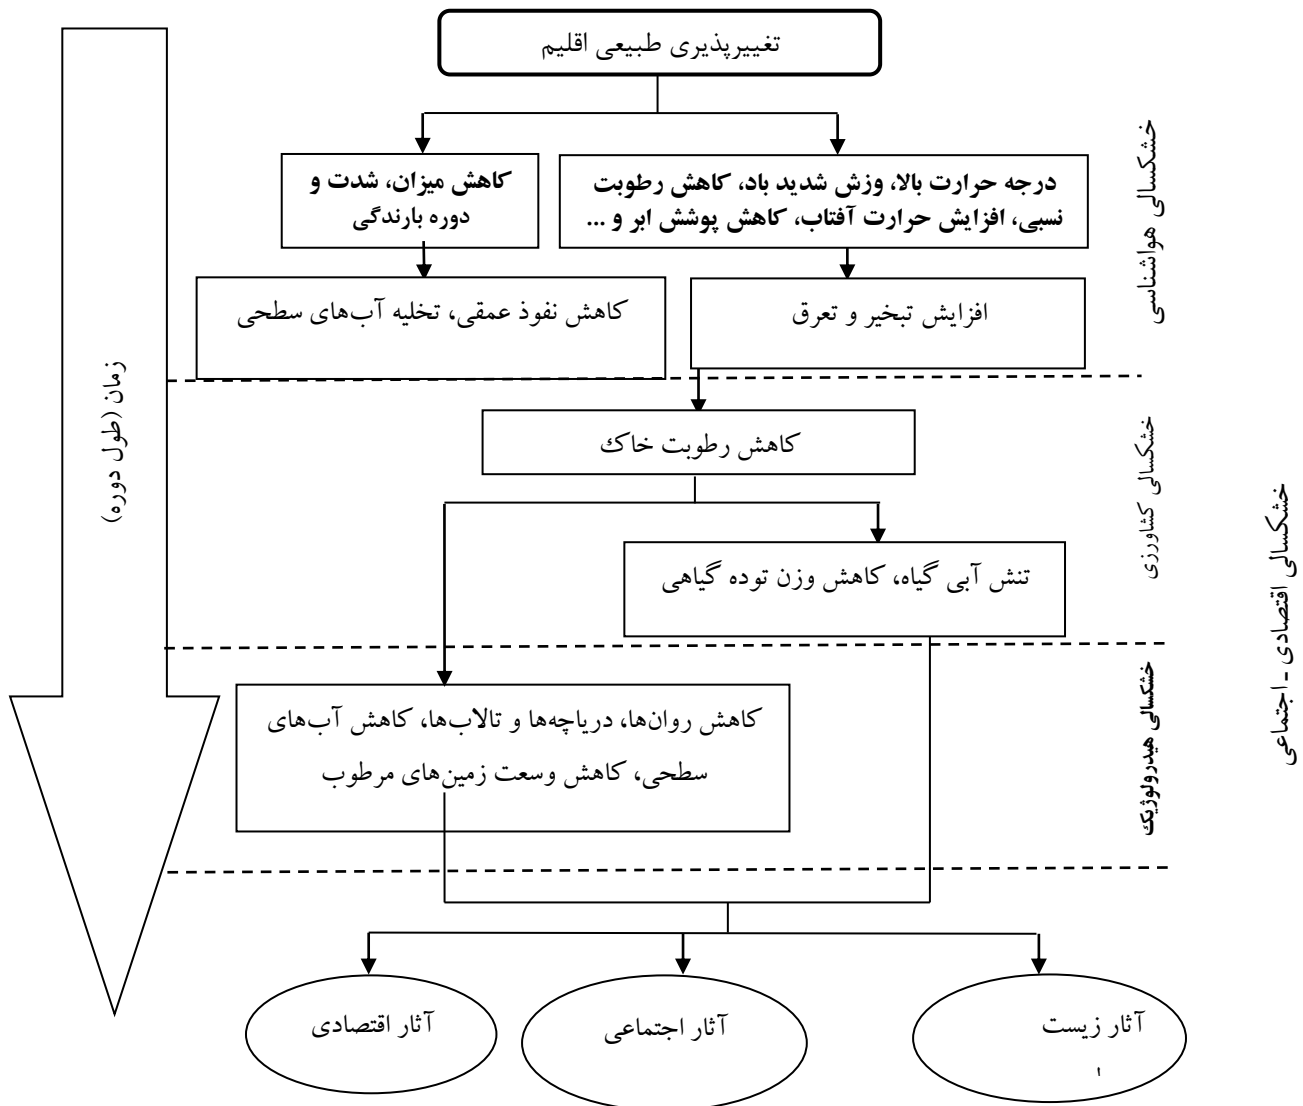 تغییرپذیری طبیعی اقلیم
درجه حرارت بالا، وزش شدید باد، کاهش رطوبت
نسبی، افزایش حرارت آفتاب، کاهش پوشش ابر و ...
کاهش میزان، شدت و
دوره بارندگی
افزایش تبخیر و تعرق
کاهش نفوذ عمقی، تخلیه آب‌های سطحی
خشکسالی هواشناسی
کاهش رطوبت خاک
تنش آبی گیاه، کاهش وزن توده گیاهی
خشکسالی کشاورزی
کاهش روان‌ها، دریاچه‌ها و تالاب‌ها، کاهش آب‌های
سطحی، کاهش وسعت زمین‌های مرطوب
خشکسالی هیدرولوژیک
خشکسالی اقتصادی - اجتماعی
زمان (طول دوره)
آثار زیست
آثار اجتماعی
آثار اقتصادی